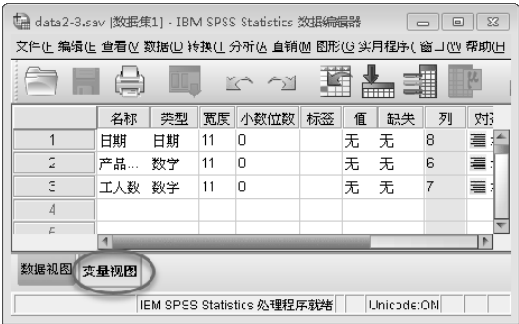 data2-3.sav [数据集1] - IBM SPSS Statistics 数据编辑器
文件(E 编辑(E 查看(V 数据(D 转换(I 分析(A 直销(M 图形(G 实用程序( 窗口(W 帮助(H
名称 类型 宽度 小数位数 标签 值 缺失 列
1 日期 日期 11 0 无 无 8
2 产品... 数字 11 0 无 无 6
3 工人数 数字 11 0 无 无 7
4
数据视图 变量视图
IBM SPSS Statistics 处理程序就绪 Unicode:ON